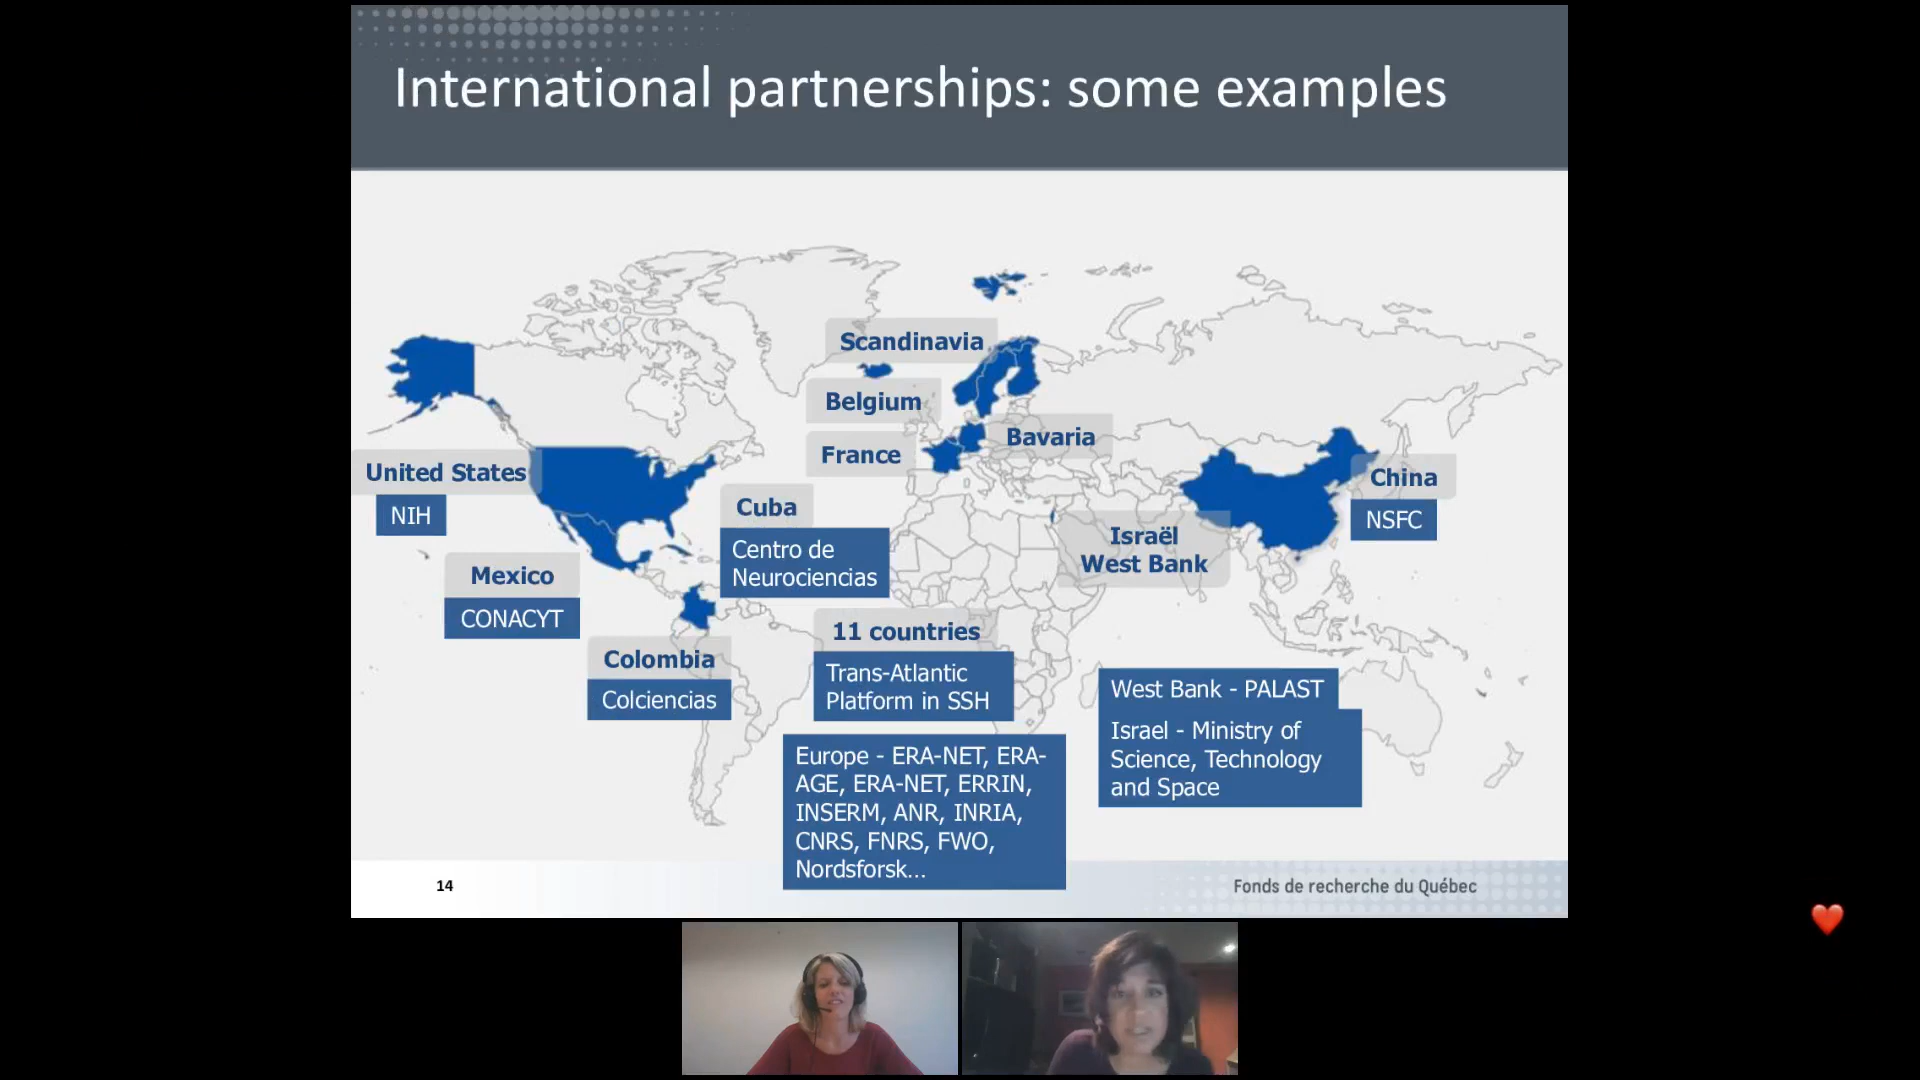 International partnerships: some examples
Scandinavia
Belgium
Bavaria
France
United States
NIH
China
NSFC
Cuba
Centro de
Neurociencias
Israël
West Bank
Mexico
CONACYT
11 countries
Trans-Atlantic
Platform in SSH
Colombia
Colciencias
West Bank - PALAST
Israel - Ministry of
Science, Technology
and Space
Europe - ERA-NET, ERA-
AGE, ERA-NET, ERRIN,
INSERM, ANR, INRIA,
CNRS, FNRS, FWO,
Nordsforsk...
14
Fonds de recherche du Québec